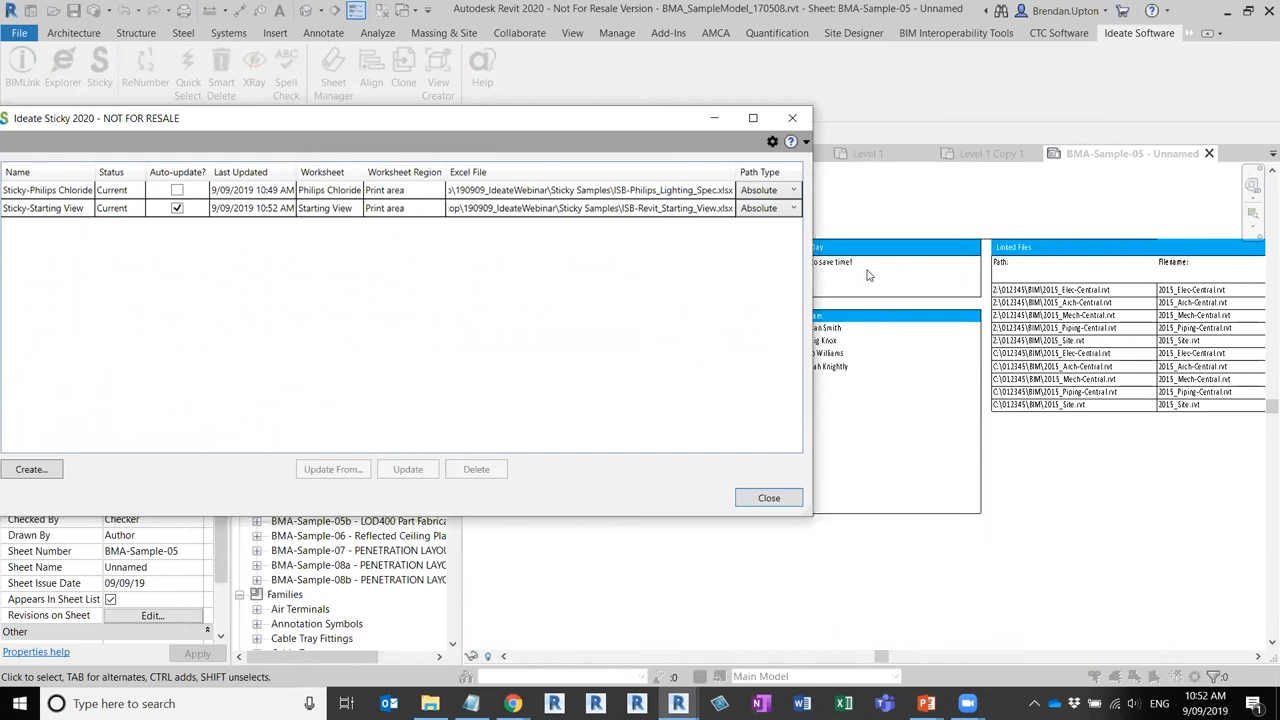 Autodesk Revit 2020 - Not For Resale Version - BMA_SampleModel_170508.rvt - Sheet: BMA-Sample-05 - Unnamed
Brendan.Upton
File Architecture Structure Steel Systems Insert Annotate Analyze Massing & Site Collaborate View Manage Add-Ins AMCA Quantification Site Designer BIM Interoperability Tools CTC Software Ideate Software
BIMLink Explorer Sticky ReNumber Quick Select Smart Delete XRay Spell Check Sheet Manager Align Clone View Creator Help
Ideate Sticky 2020 - NOT FOR RESALE
Level 1 Level 1 Copy 1 BMA-Sample-05 - Unnamed
Name Status Auto-update? Last Updated Worksheet Worksheet Region Excel File Path Type
Sticky-Philips Chloride Current 9/09/2019 10:49 AM Philips Chloride Print area \190909_IdeateWebinar\Sticky Samples\ISB-Philips_Lighting_Spec.xlsx Absolute
Sticky-Starting View Current 9/09/2019 10:52 AM Starting View Print area op\190909_IdeateWebinar\Sticky Samples\ISB-Revit_Starting_View.xlsx Absolute
Create... Update From... Update Delete
Close
to save time!
an Smith
ig Knox
Williams
ah Knightly
Linked Files
Path: Filename:
Z:\012345\BIM\2015_Elec-Central.rvt 2015_Elec-Central.rvt
Z:\012345\BIM\2015_Arch-Central.rvt 2015_Arch-Central.rvt
Z:\012345\BIM\2015_Mech-Central.rvt 2015_Mech-Central.rvt
Z:\012345\BIM\2015_Piping-Central.rvt 2015_Piping-Central.rvt
Z:\012345\BIM\2015_Site.rvt 2015_Site.rvt
C:\012345\BIM\2015_Elec-Central.rvt 2015_Elec-Central.rvt
C:\012345\BIM\2015_Arch-Central.rvt 2015_Arch-Central.rvt
C:\012345\BIM\2015_Mech-Central.rvt 2015_Mech-Central.rvt
C:\012345\BIM\2015_Piping-Central.rvt 2015_Piping-Central.rvt
C:\012345\BIM\2015_Site.rvt 2015_Site.rvt
Checked By Checker
Drawn By Author
Sheet Number BMA-Sample-05
Sheet Name Unnamed
Sheet Issue Date 09/09/19
Appears In Sheet List
Revisions on Sheet Edit...
Other
Properties help Apply
BMA-Sample-05b - LOD400 Part Fabrica
BMA-Sample-06 - Reflected Ceiling Pla
BMA-Sample-07 - PENETRATION LAYOU
BMA-Sample-08a - PENETRATION LAYC
BMA-Sample-08b - PENETRATION LAYC
Families
Air Terminals
Annotation Symbols
Cable Tray Fittings
Click to select, TAB for alternates, CTRL adds, SHIFT unselects. :0 Main Model :0
Type here to search
ENG
10:52 AM
9/09/2019